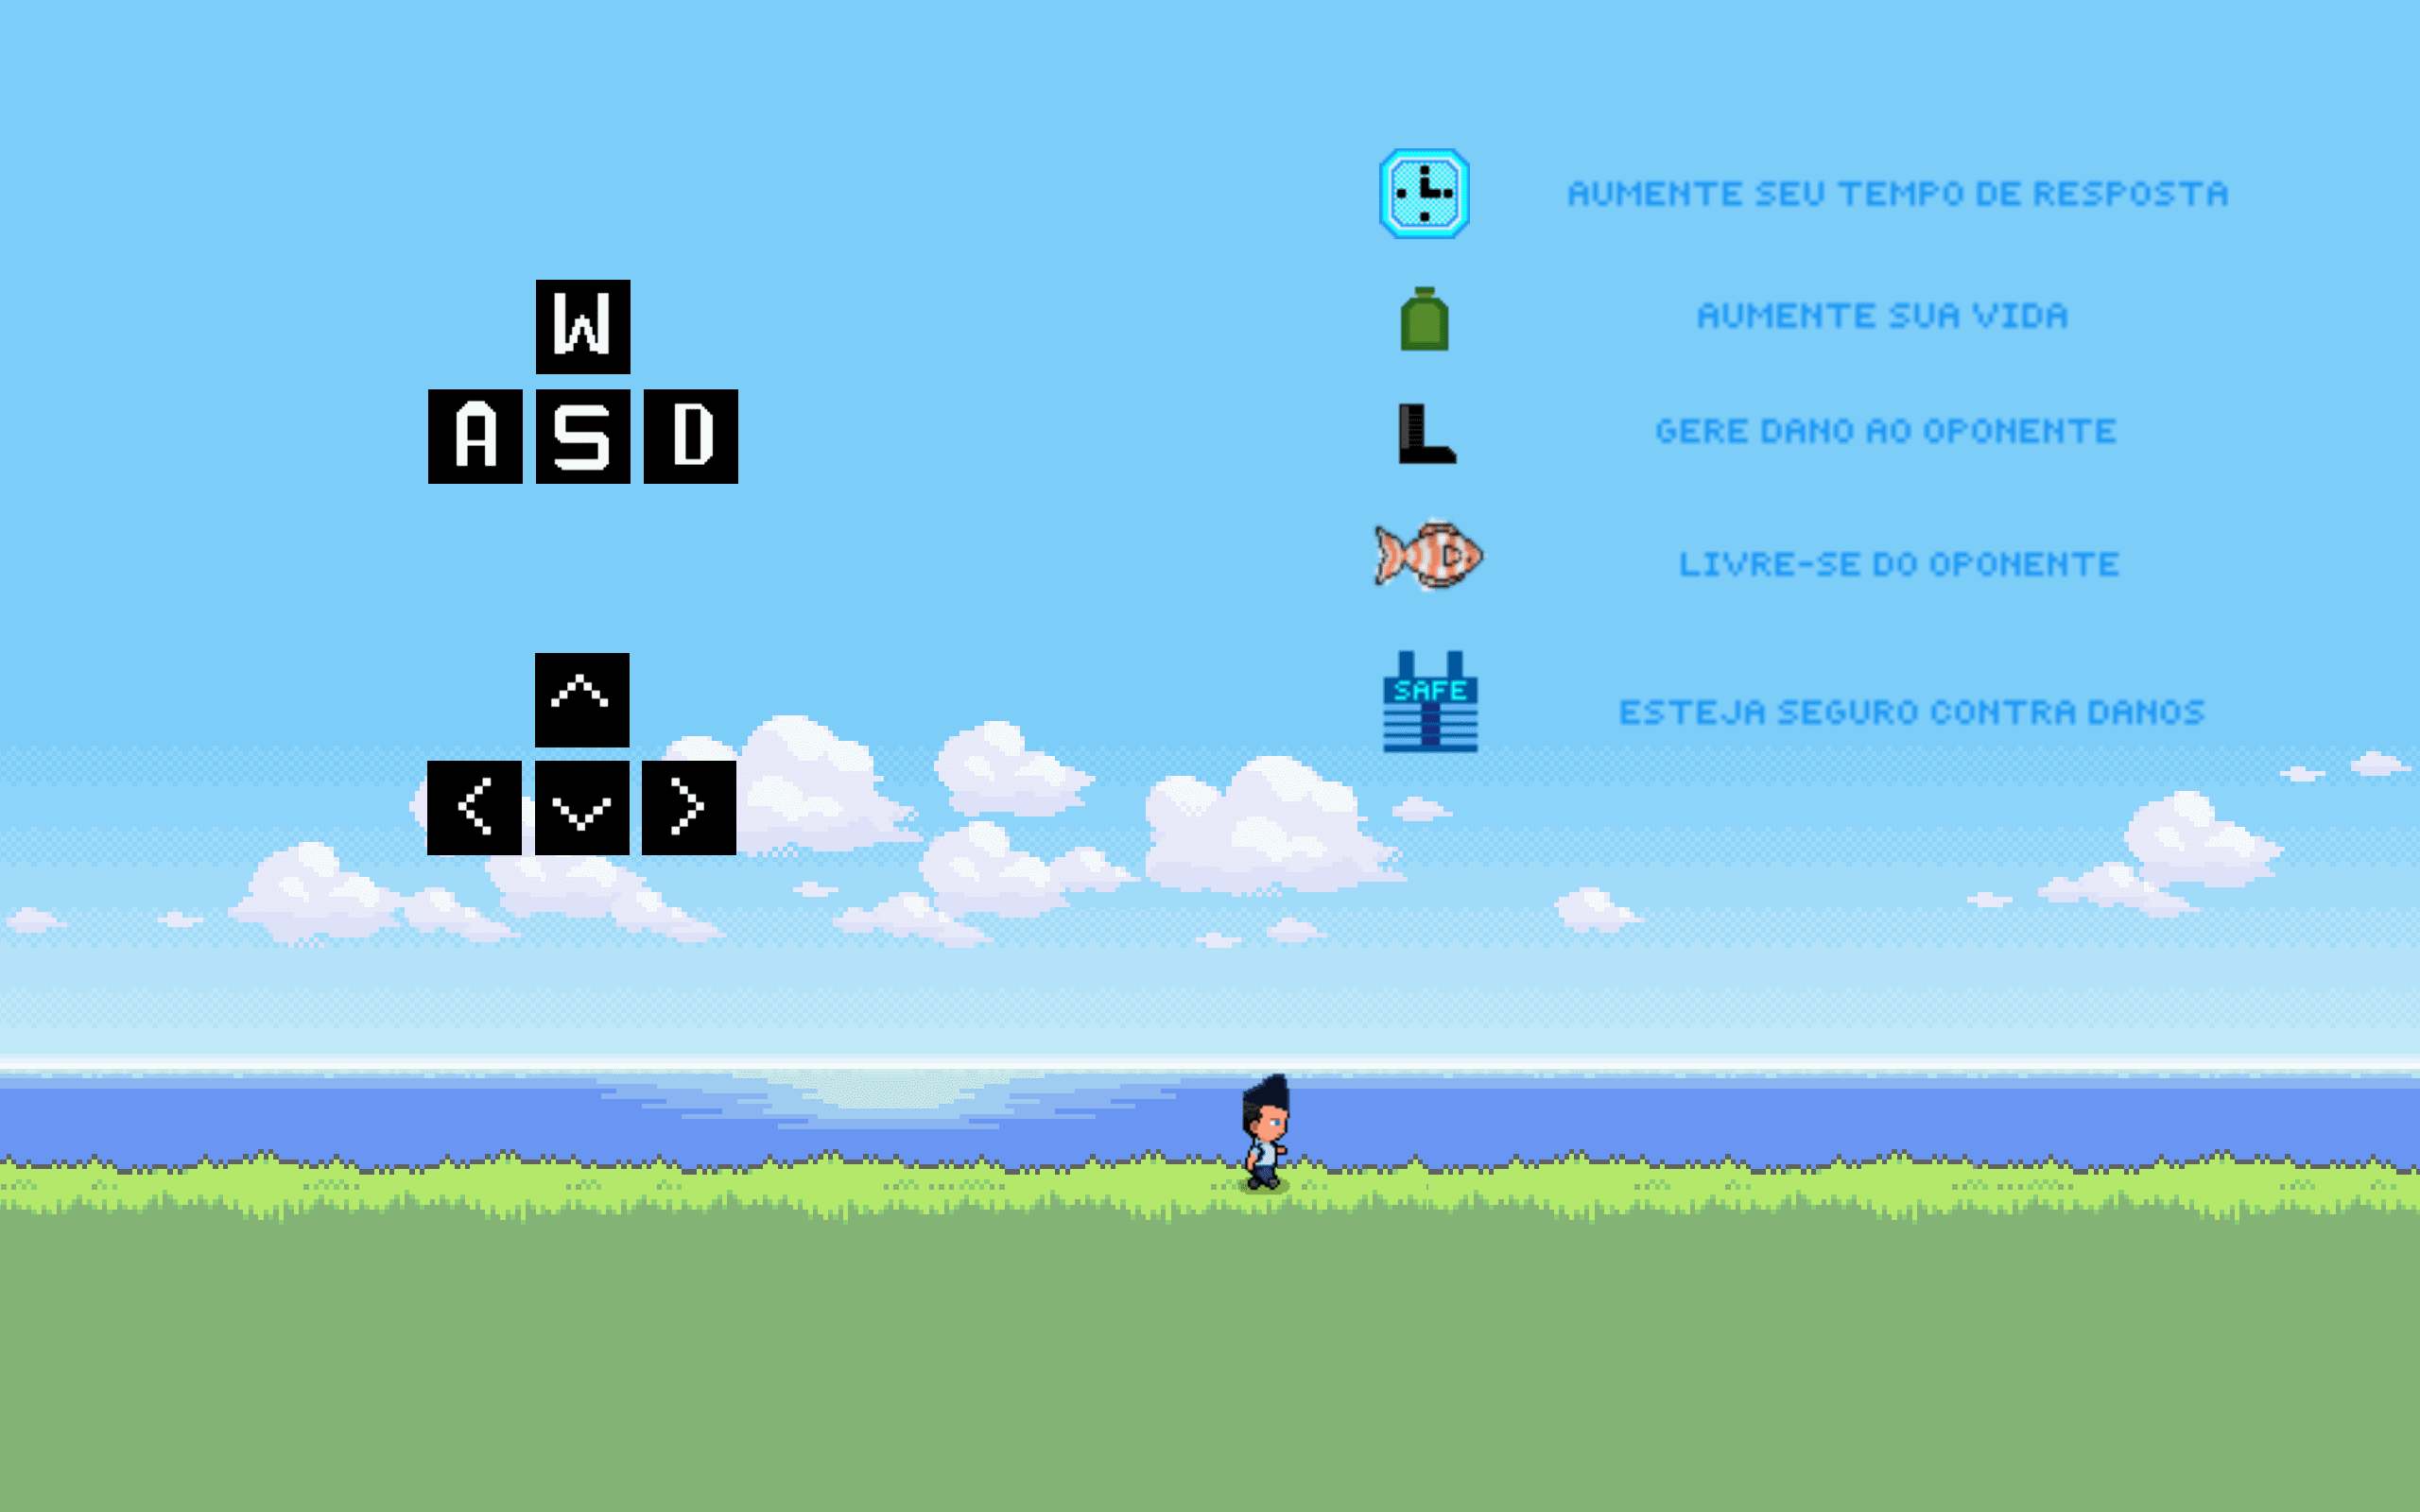 W
A S D
^
< v >
AUMENTE SEU TEMPO DE RESPOSTA
AUMENTE SUA VIDA
GERE DANO AO OPONENTE
LIVRE-SE DO OPONENTE
SAFE
ESTEJA SEGURO CONTRA DANOS